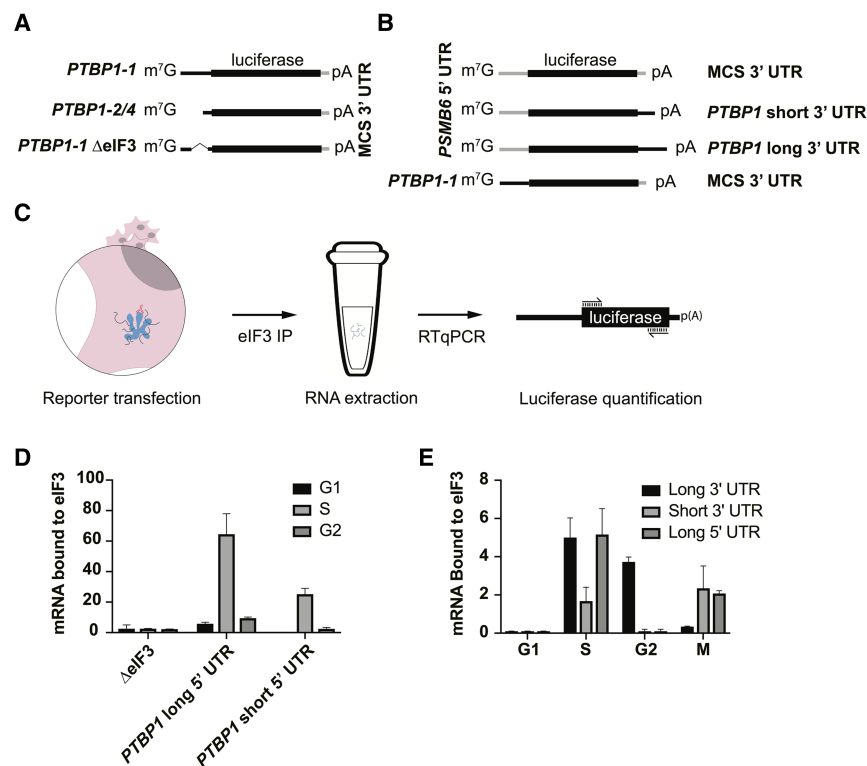 A
luciferase
PTBP1-1 m⁷G pA
PTBP1-2/4 m⁷G pA
PTBP1-1 ΔeIF3 m⁷G pA
MCS 3' UTR
B
PSMB6 5' UTR
luciferase
m⁷G pA MCS 3' UTR
m⁷G pA PTBP1 short 3' UTR
m⁷G pA PTBP1 long 3' UTR
PTBP1-1 m⁷G pA MCS 3' UTR
C
eIF3 IP
RTqPCR
luciferase p(A)
Reporter transfection
RNA extraction
Luciferase quantification
D
mRNA bound to eIF3
100
80
60
40
20
0
G1
S
G2
ΔeIF3
PTBP1 long 5' UTR
PTBP1 short 5' UTR
E
mRNA Bound to eIF3
8
6
4
2
0
Long 3' UTR
Short 3' UTR
Long 5' UTR
G1 S G2 M